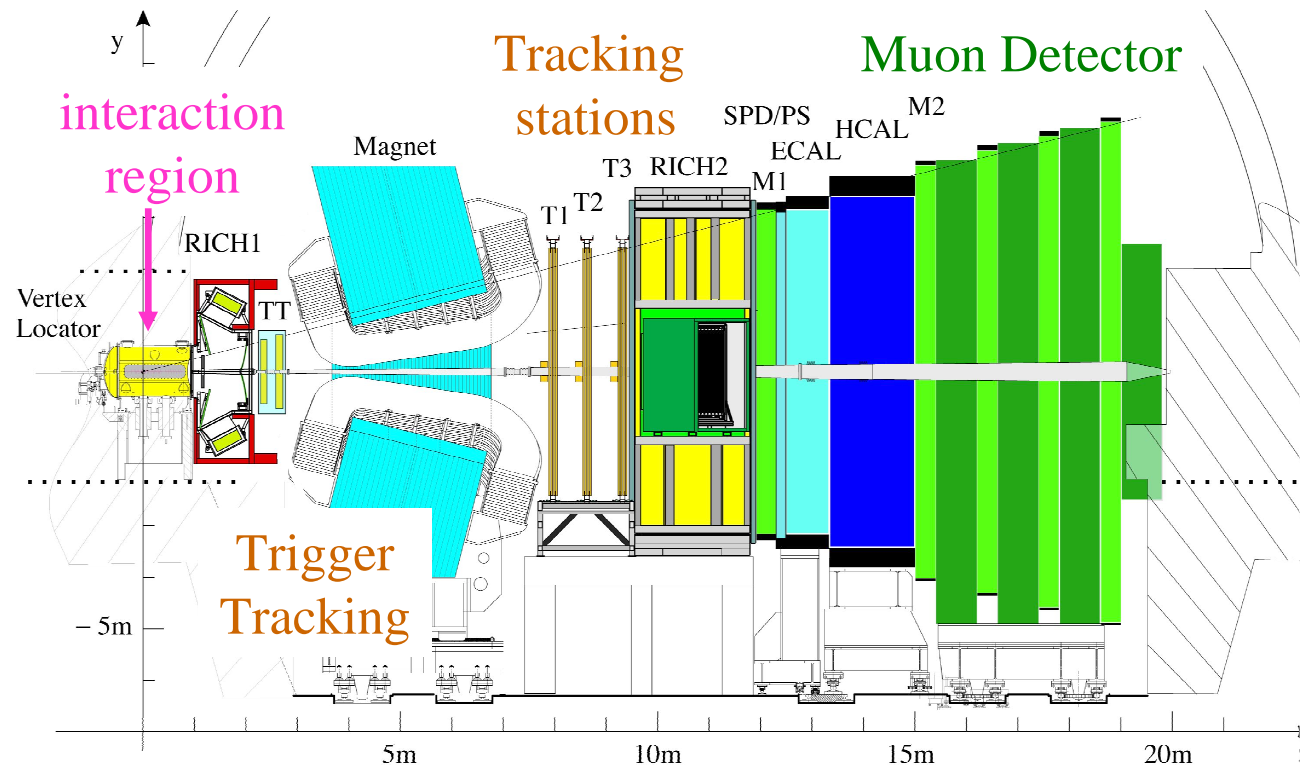 y
Tracking
stations
Muon Detector
interaction
region
Magnet
SPD/PS
ECAL
HCAL
M2
T3
RICH2
M1
T2
T1
RICH1
Vertex
Locator
TT
Trigger
Tracking
− 5m
5m
10m
15m
20m